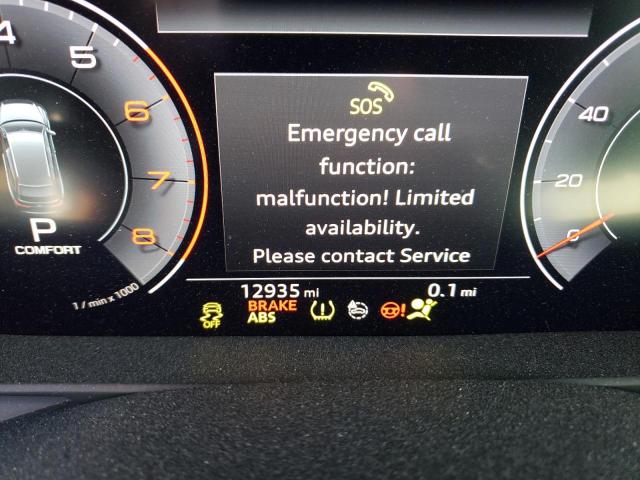 4
5
6
7
8
P
COMFORT
1 / min x 1000
SOS
Emergency call
function:
malfunction! Limited
availability.
Please contact Service
12935 mi
0.1 mi
OFF
BRAKE
ABS
40
20
0